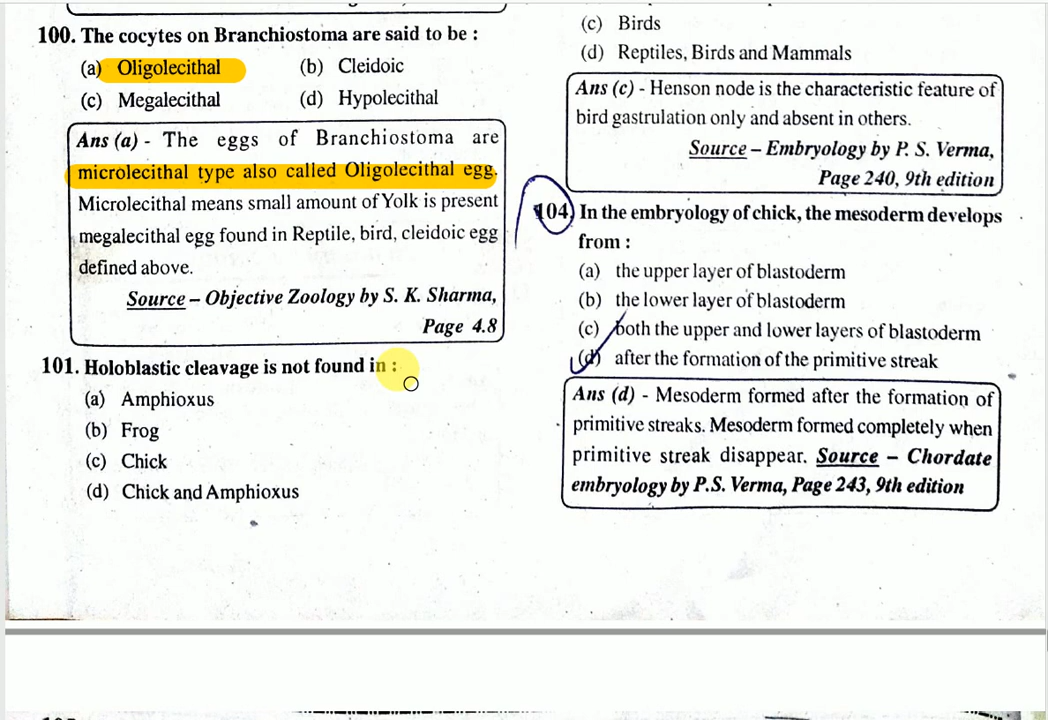 100. The cocytes on Branchiostoma are said to be :
(a) Oligolecithal (b) Cleidoic
(c) Megalecithal (d) Hypolecithal
Ans (a) - The eggs of Branchiostoma are
microlecithal type also called Oligolecithal egg.
Microlecithal means small amount of Yolk is present
megalecithal egg found in Reptile, bird, cleidoic egg
defined above.
Source – Objective Zoology by S. K. Sharma,
Page 4.8
101. Holoblastic cleavage is not found in :
(a) Amphioxus
(b) Frog
(c) Chick
(d) Chick and Amphioxus
(c) Birds
(d) Reptiles, Birds and Mammals
Ans (c) - Henson node is the characteristic feature of
bird gastrulation only and absent in others.
Source – Embryology by P. S. Verma,
Page 240, 9th edition
104. In the embryology of chick, the mesoderm develops
from :
(a) the upper layer of blastoderm
(b) the lower layer of blastoderm
(c) both the upper and lower layers of blastoderm
(d) after the formation of the primitive streak
Ans (d) - Mesoderm formed after the formation of
primitive streaks. Mesoderm formed completely when
primitive streak disappear. Source – Chordate
embryology by P.S. Verma, Page 243, 9th edition